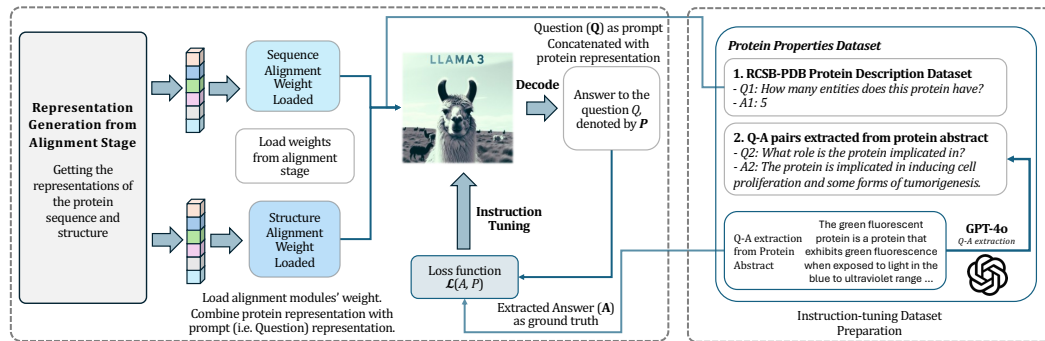 Representation
Generation from
Alignment Stage
Getting the
representations of
the protein
sequence and
structure
Sequence
Alignment
Weight
Loaded
Load weights
from alignment
stage
Structure
Alignment
Weight
Loaded
Load alignment modules' weight.
Combine protein representation with
prompt (i.e. Question) representation.
LLAMA 3
Instruction
Tuning
Loss function
ℒ(A, P)
Decode
Question (Q) as prompt
Concatenated with
protein representation
Answer to the
question Q,
denoted by P
Extracted Answer (A)
as ground truth
Protein Properties Dataset
1. RCSB-PDB Protein Description Dataset
- Q1: How many entities does this protein have?
- A1: 5
2. Q-A pairs extracted from protein abstract
- Q2: What role is the protein implicated in?
- A2: The protein is implicated in inducing cell
proliferation and some forms of tumorigenesis.
Q-A extraction
from Protein
Abstract
The green fluorescent
protein is a protein that
exhibits green fluorescence
when exposed to light in the
blue to ultraviolet range ...
GPT-4o
Q-A extraction
Instruction-tuning Dataset
Preparation